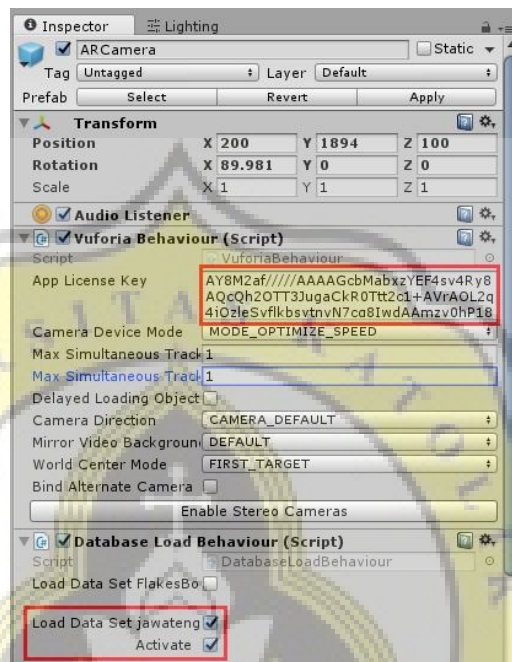 Inspector Lighting
ARCamera Static
Tag Untagged Layer Default
Prefab Select Revert Apply
Transform
Position X 200 Y 1894 Z 100
Rotation X 89.981 Y 0 Z 0
Scale X 1 Y 1 Z 1
Audio Listener
Vuforia Behaviour (Script)
Script VuforiaBehaviour
App License Key AY8M2af/////AAAAGcbMabxzYEF4sv4Ry8
AQcQh2OTT3JugaCkR0Ttt2c1+AVrAOL2q
4iOzleSvflkbsvtnvN7cq8IwdAAmzv0hP18
Camera Device Mode MODE_OPTIMIZE_SPEED
Max Simultaneous Track 1
Max Simultaneous Track 1
Delayed Loading Object
Camera Direction CAMERA_DEFAULT
Mirror Video Backgroun DEFAULT
World Center Mode FIRST_TARGET
Bind Alternate Camera
Enable Stereo Cameras
Database Load Behaviour (Script)
Script DatabaseLoadBehaviour
Load Data Set FlakesBo
Load Data Set jawateng
Activate